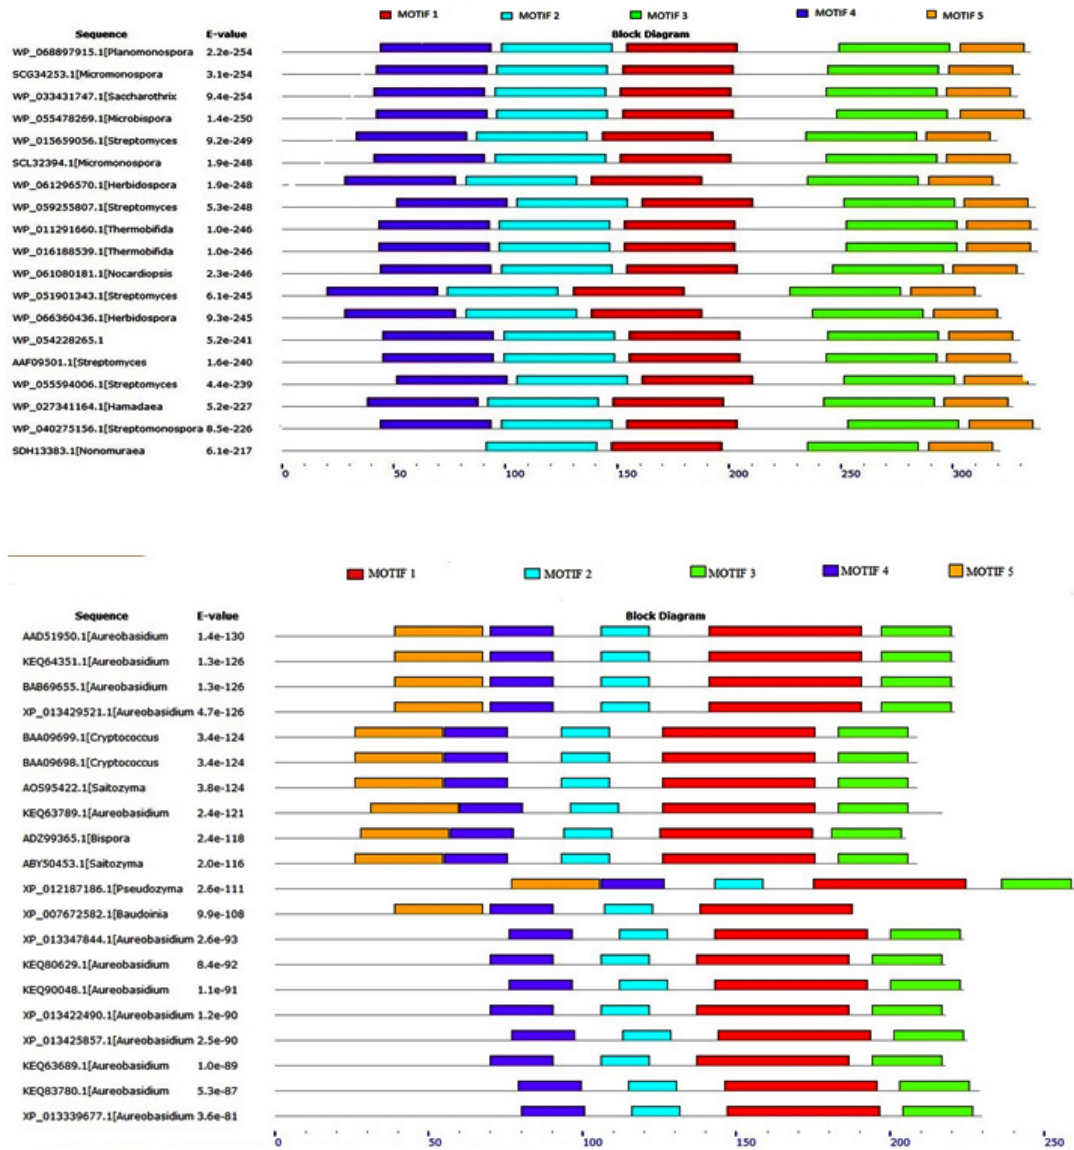 MOTIF 1 MOTIF 2 MOTIF 3 MOTIF 4 MOTIF 5
Sequence E-value Block Diagram
WP_068897915.1[Planomonospora 2.2e-254
SCG34253.1[Micromonospora 3.1e-254
WP_033431747.1[Saccharothrix 9.4e-254
WP_055478269.1[Microbispora 1.4e-250
WP_015659056.1[Streptomyces 9.2e-249
SCL32394.1[Micromonospora 1.9e-248
WP_061296570.1[Herbidospora 1.9e-248
WP_059255807.1[Streptomyces 5.3e-248
WP_011291660.1[Thermobifida 1.0e-246
WP_016188539.1[Thermobifida 1.0e-246
WP_061080181.1[Nocardiopsis 2.3e-246
WP_051901343.1[Streptomyces 6.1e-245
WP_066360436.1[Herbidospora 9.3e-245
WP_054228265.1 5.2e-241
AAF09501.1[Streptomyces 1.6e-240
WP_055594006.1[Streptomyces 4.4e-239
WP_027341164.1[Hamadaea 5.2e-227
WP_040275156.1[Streptomonospora 8.5e-226
SDH13383.1[Nonomuraea 6.1e-217
0 50 100 150 200 250 300
MOTIF 1 MOTIF 2 MOTIF 3 MOTIF 4 MOTIF 5
Sequence E-value Block Diagram
AAD51950.1[Aureobasidium 1.4e-130
KEQ64351.1[Aureobasidium 1.3e-126
BAB69655.1[Aureobasidium 1.3e-126
XP_013429521.1[Aureobasidium 4.7e-126
BAA09699.1[Cryptococcus 3.4e-124
BAA09698.1[Cryptococcus 3.4e-124
AOS95422.1[Saitozyma 3.8e-124
KEQ63789.1[Aureobasidium 2.4e-121
ADZ99365.1[Bispora 2.4e-118
ABY50453.1[Saitozyma 2.0e-116
XP_012187186.1[Pseudozyma 2.6e-111
XP_007672582.1[Baudoinia 9.9e-108
XP_013347844.1[Aureobasidium 2.6e-93
KEQ80629.1[Aureobasidium 8.4e-92
KEQ90048.1[Aureobasidium 1.1e-91
XP_013422490.1[Aureobasidium 1.2e-90
XP_013425857.1[Aureobasidium 2.5e-90
KEQ63689.1[Aureobasidium 1.0e-89
KEQ83780.1[Aureobasidium 5.3e-87
XP_013339677.1[Aureobasidium 3.6e-81
0 50 100 150 200 250